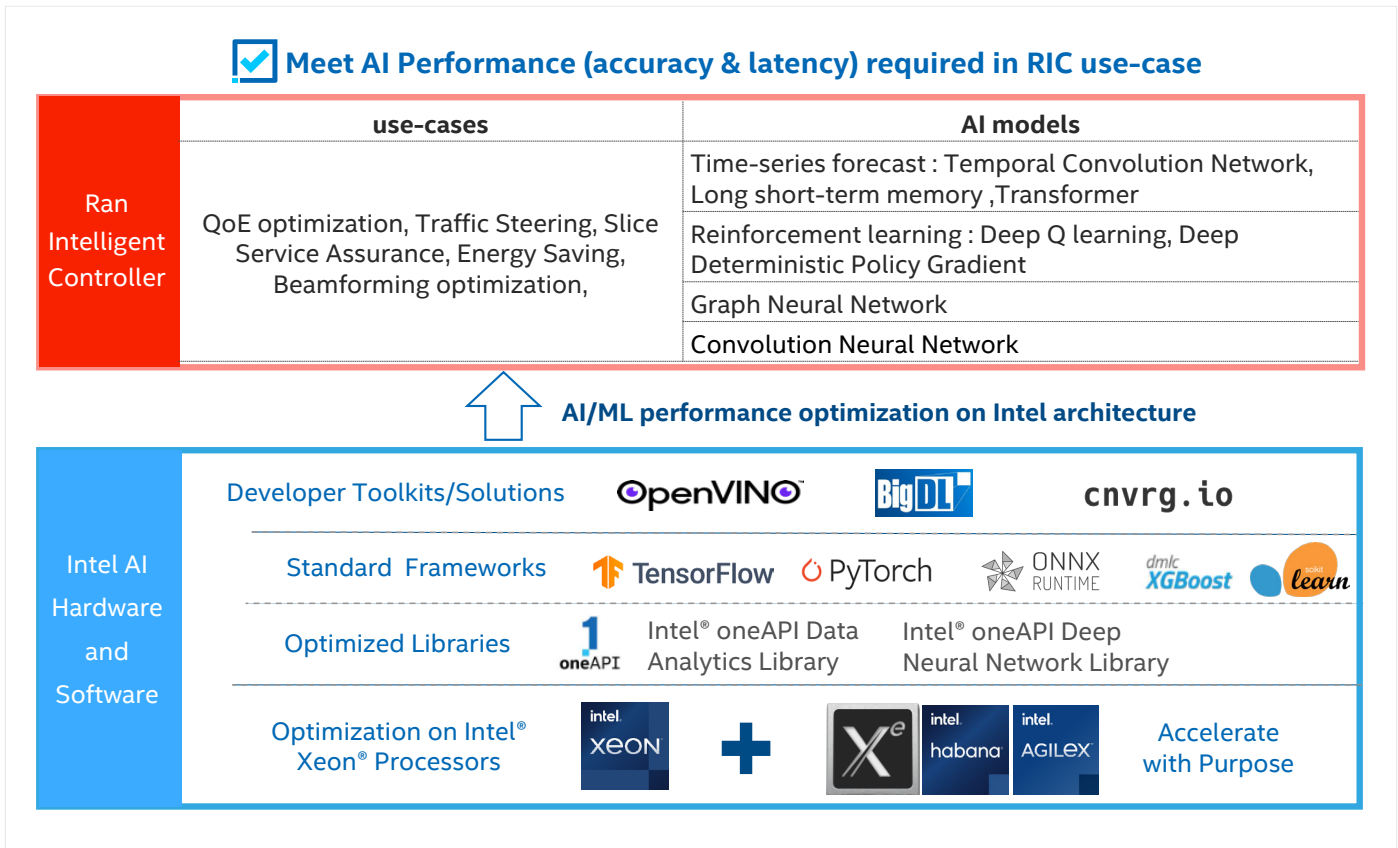 Meet AI Performance (accuracy & latency) required in RIC use-case
Ran
Intelligent
Controller
use-cases
AI models
QoE optimization, Traffic Steering, Slice
Service Assurance, Energy Saving,
Beamforming optimization,
Time-series forecast : Temporal Convolution Network,
Long short-term memory ,Transformer
Reinforcement learning : Deep Q learning, Deep
Deterministic Policy Gradient
Graph Neural Network
Convolution Neural Network
AI/ML performance optimization on Intel architecture
Intel AI
Hardware
and
Software
Developer Toolkits/Solutions
OpenVINO™
BigDL
cnvrg.io
Standard Frameworks
TensorFlow
PyTorch
ONNX
RUNTIME
dmlc
XGBoost
scikit
learn
Optimized Libraries
oneAPI
Intel® oneAPI Data
Analytics Library
Intel® oneAPI Deep
Neural Network Library
Optimization on Intel®
Xeon® Processors
intel.
xeon
Xe
intel.
habana
intel.
AGILEX
Accelerate
with Purpose